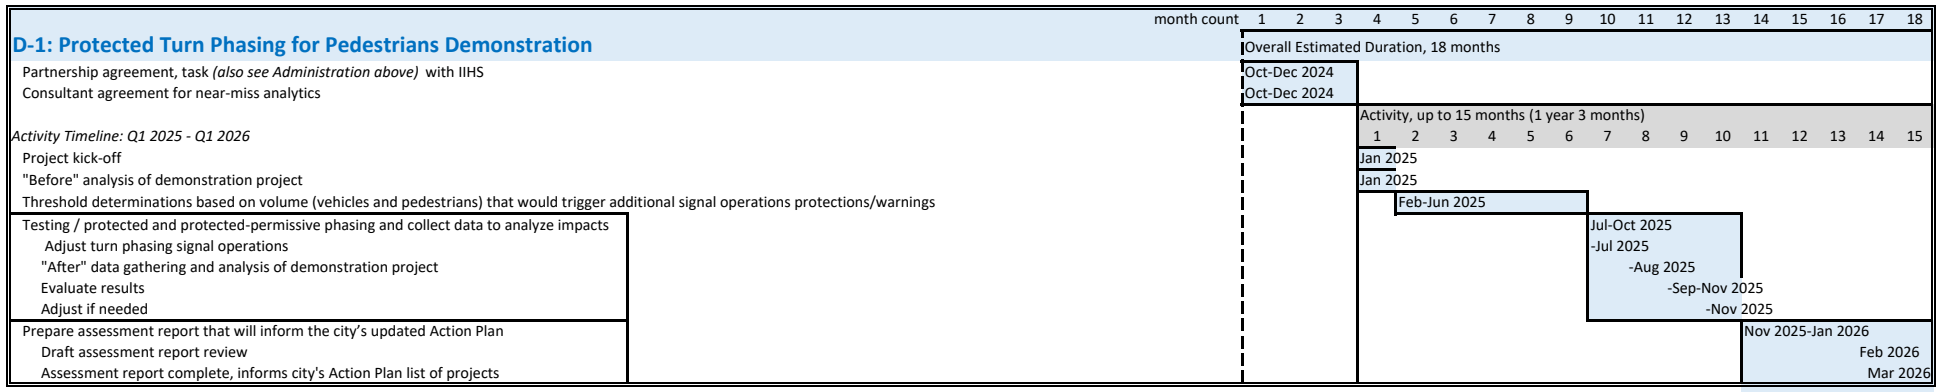 month count 1 2 3 4 5 6 7 8 9 10 11 12 13 14 15 16 17 18
D-1: Protected Turn Phasing for Pedestrians Demonstration Overall Estimated Duration, 18 months
Partnership agreement, task (also see Administration above) with IIHS Oct-Dec 2024
Consultant agreement for near-miss analytics Oct-Dec 2024
Activity, up to 15 months (1 year 3 months)
Activity Timeline: Q1 2025 - Q1 2026 1 2 3 4 5 6 7 8 9 10 11 12 13 14 15
Project kick-off Jan 2025
"Before" analysis of demonstration project Jan 2025
Threshold determinations based on volume (vehicles and pedestrians) that would trigger additional signal operations protections/warnings Feb-Jun 2025
Testing / protected and protected-permissive phasing and collect data to analyze impacts Jul-Oct 2025
Adjust turn phasing signal operations -Jul 2025
"After" data gathering and analysis of demonstration project -Aug 2025
Evaluate results -Sep-Nov 2025
Adjust if needed -Nov 2025
Prepare assessment report that will inform the city’s updated Action Plan Nov 2025-Jan 2026
Draft assessment report review Feb 2026
Assessment report complete, informs city's Action Plan list of projects Mar 2026